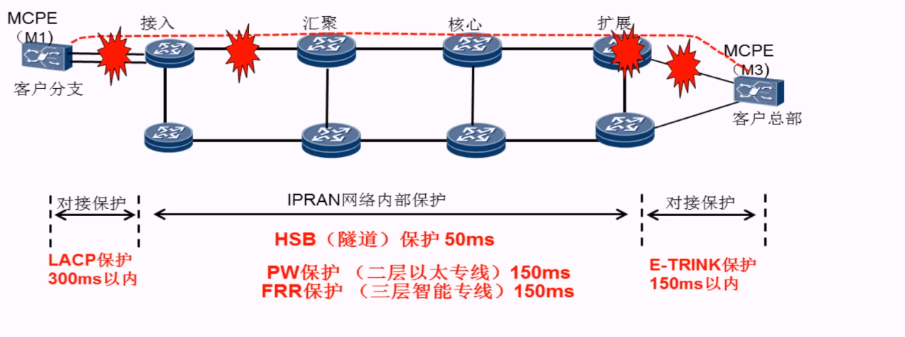 MCPE
（M1)
接入
汇聚
核心
扩展
MCPE
（M3)
客户分支
客户总部
对接保护
IPRAN网络内部保护
对接保护
LACP保护
300ms以内
HSB（隧道）保护 50ms
PW保护 （二层以太专线）150ms
FRR保护 （三层智能专线）150ms
E-TRINK保护
150ms以内